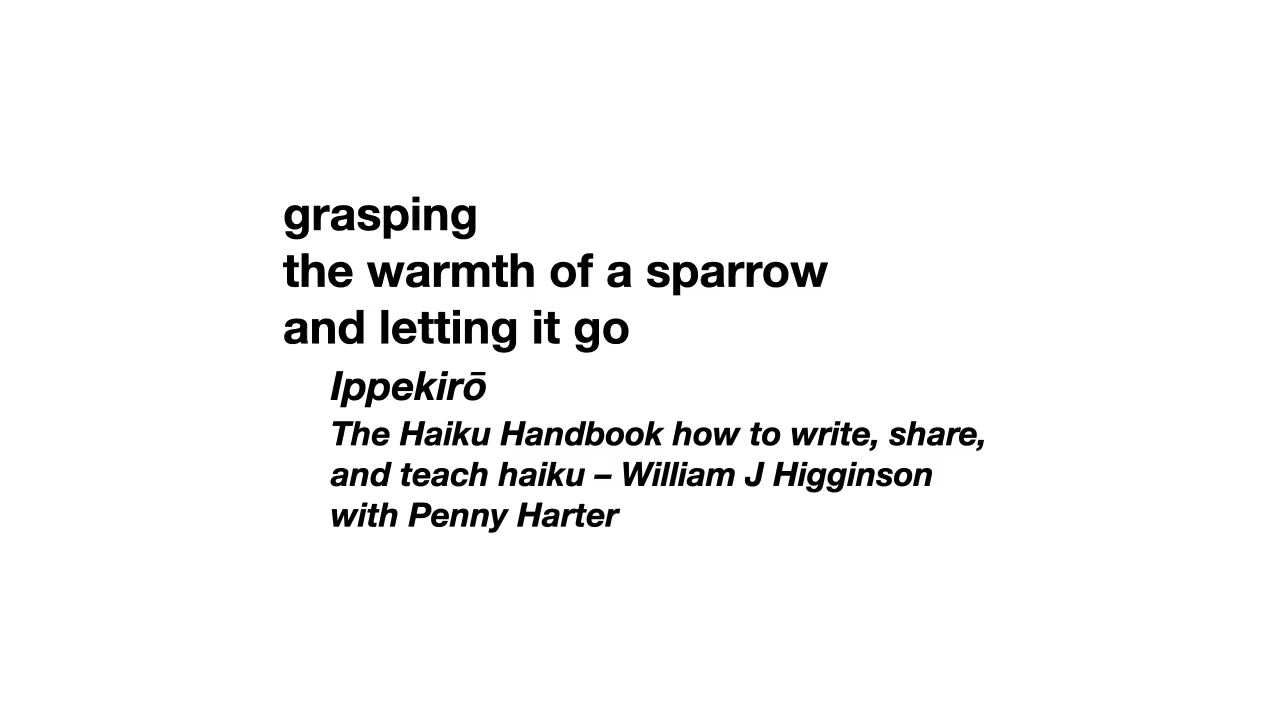 grasping
the warmth of a sparrow
and letting it go
Ippekirō
The Haiku Handbook how to write, share,
and teach haiku – William J Higginson
with Penny Harter